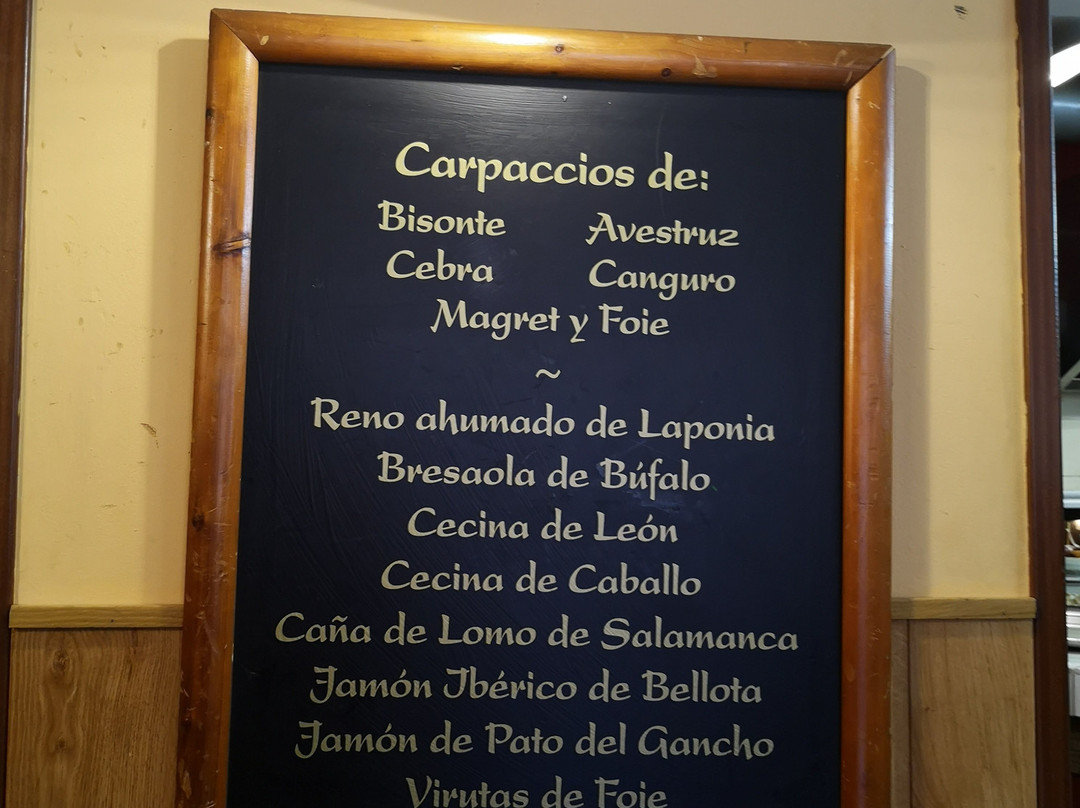 Carpaccios de:
Bisonte Avestruz
Cebra Canguro
Magret y Foie
~
Reno ahumado de Laponia
Bresaola de Búfalo
Cecina de León
Cecina de Caballo
Caña de Lomo de Salamanca
Jamón Ibérico de Bellota
Jamón de Pato del Gancho
Virutas de Foie